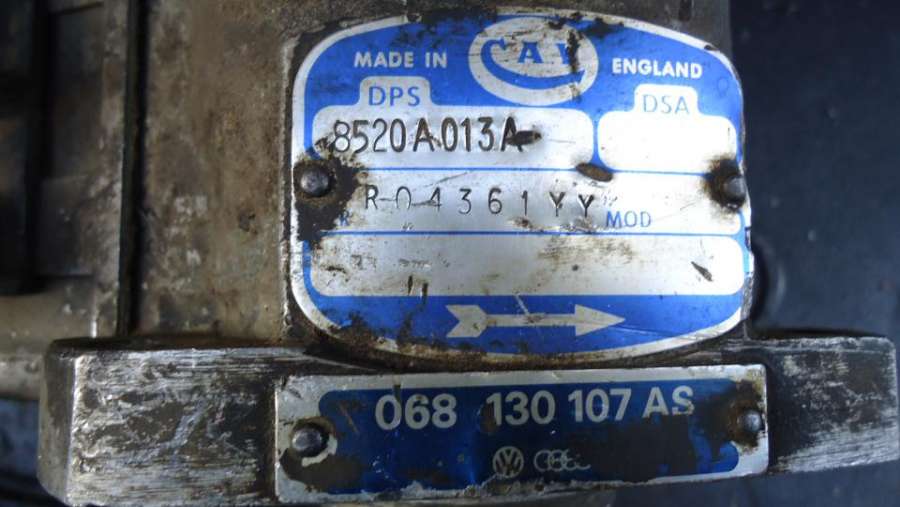 MADE IN CAV ENGLAND
DPS DSA
8520A013A
R04361YY MOD
068 130 107 AS